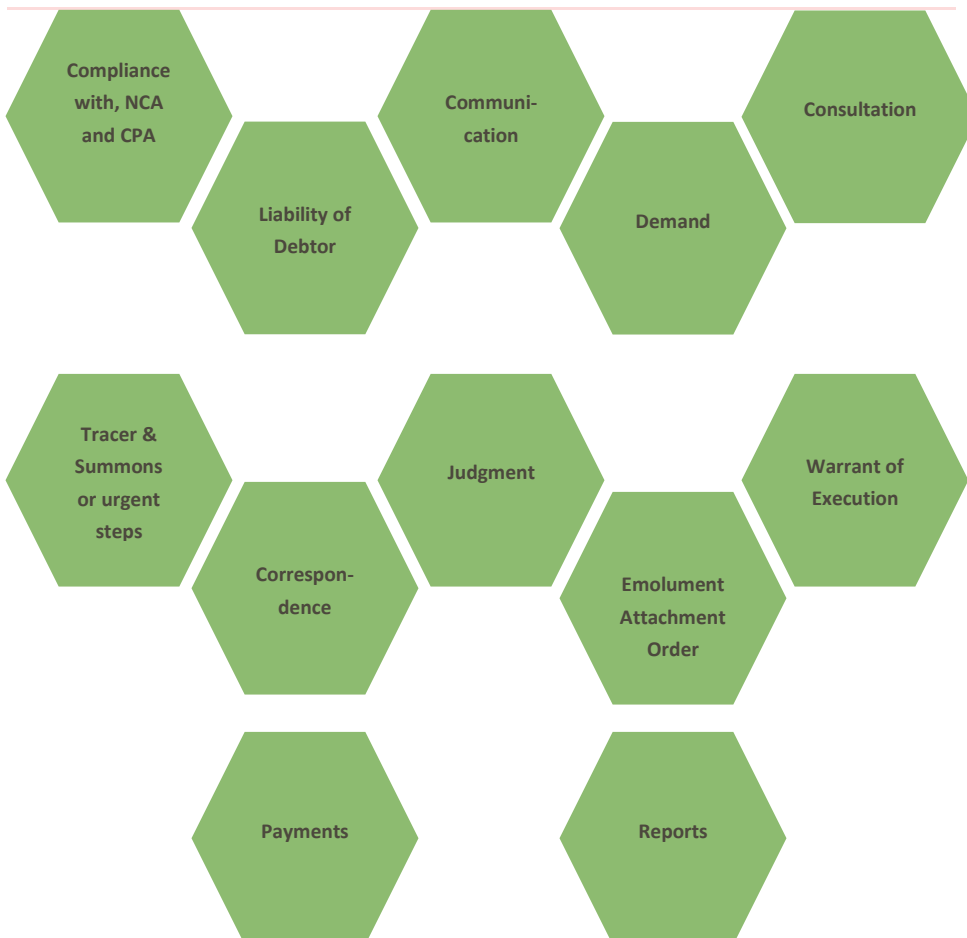 Compliance
with, NCA
and CPA
Liability of
Debtor
Communi-
cation
Demand
Consultation
Tracer &
Summons
or urgent
steps
Correspon-
dence
Judgment
Emolument
Attachment
Order
Warrant of
Execution
Payments
Reports